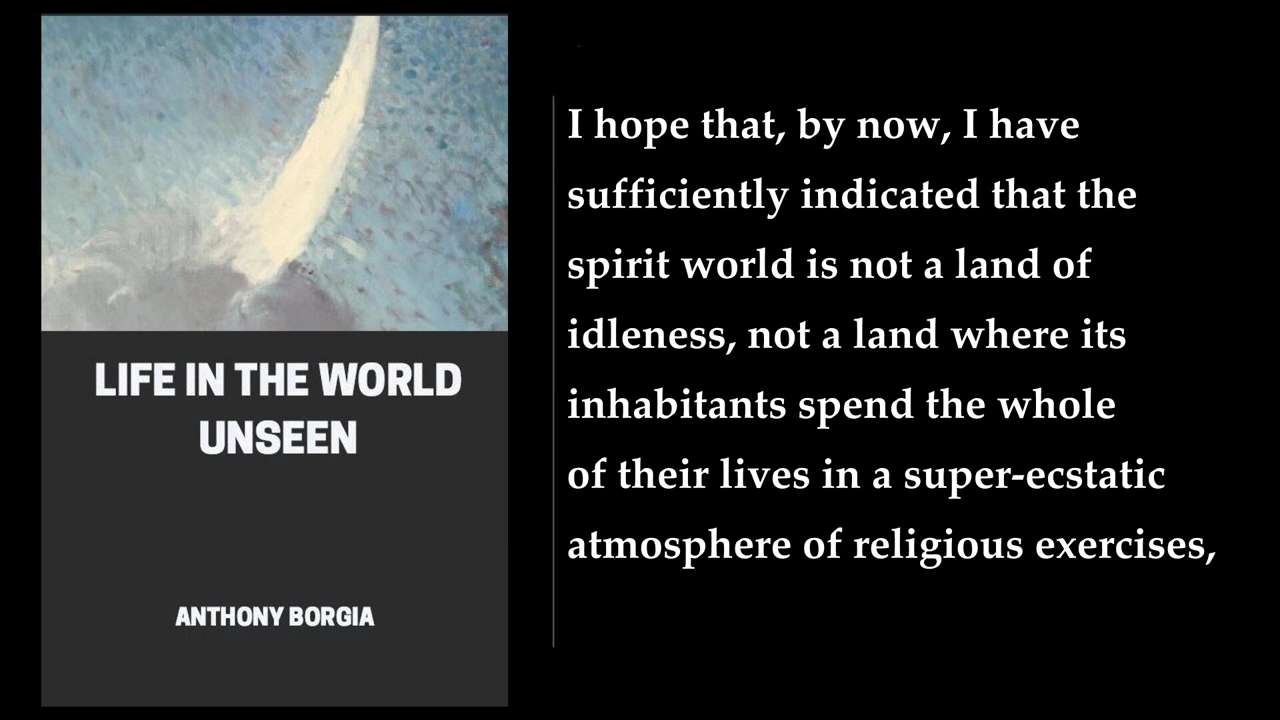 LIFE IN THE WORLD
UNSEEN
ANTHONY BORGIA
I hope that, by now, I have
sufficiently indicated that the
spirit world is not a land of
idleness, not a land where its
inhabitants spend the whole
of their lives in a super-ecstatic
atmosphere of religious exercises,